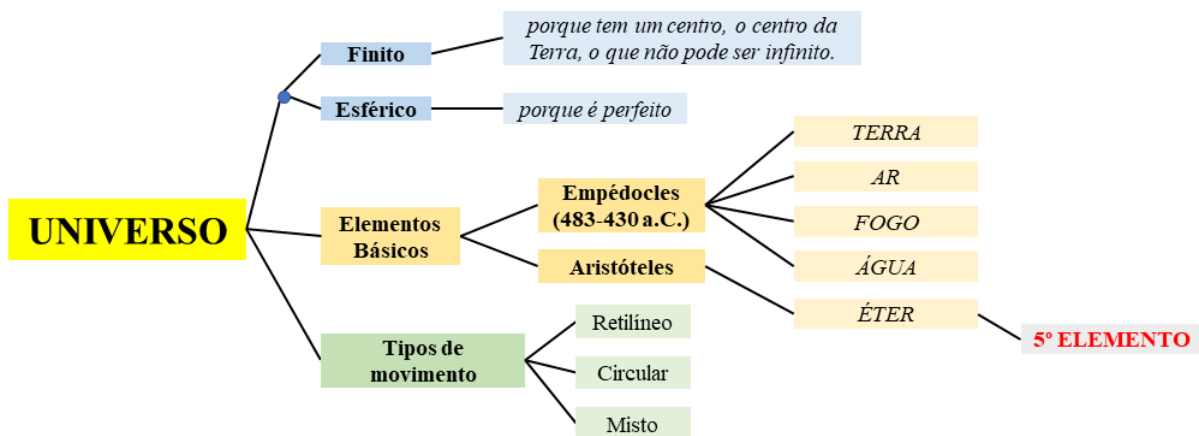 UNIVERSO
Finito
porque tem um centro, o centro da
Terra, o que não pode ser infinito.
Esférico
porque é perfeito
Elementos
Básicos
Empédocles
(483-430 a.C.)
TERRA
AR
FOGO
ÁGUA
Aristóteles
ÉTER
5º ELEMENTO
Tipos de
movimento
Retilíneo
Circular
Misto